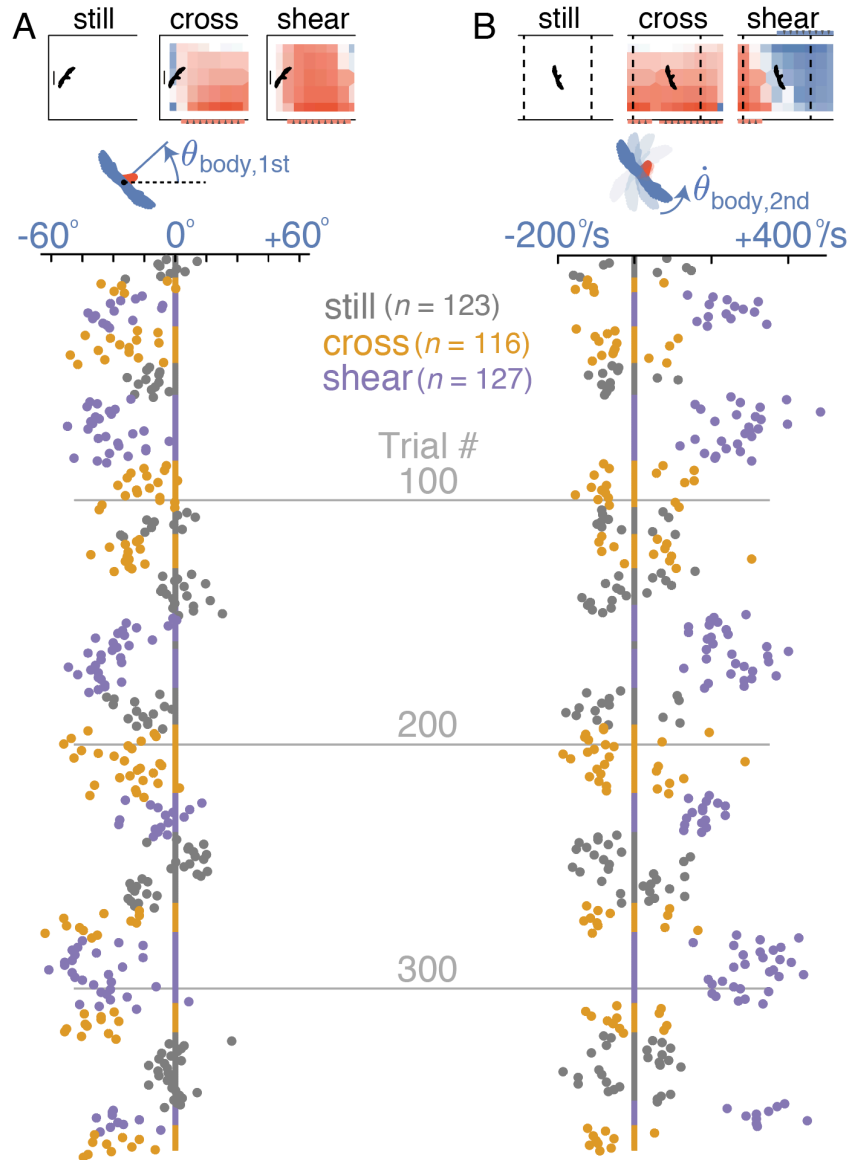 A still cross shear
B still cross shear
θbody,1st
θ̇body,2nd
-60° 0° +60°
-200°/s +400°/s
still (n = 123)
cross (n = 116)
shear (n = 127)
Trial #
100
200
300